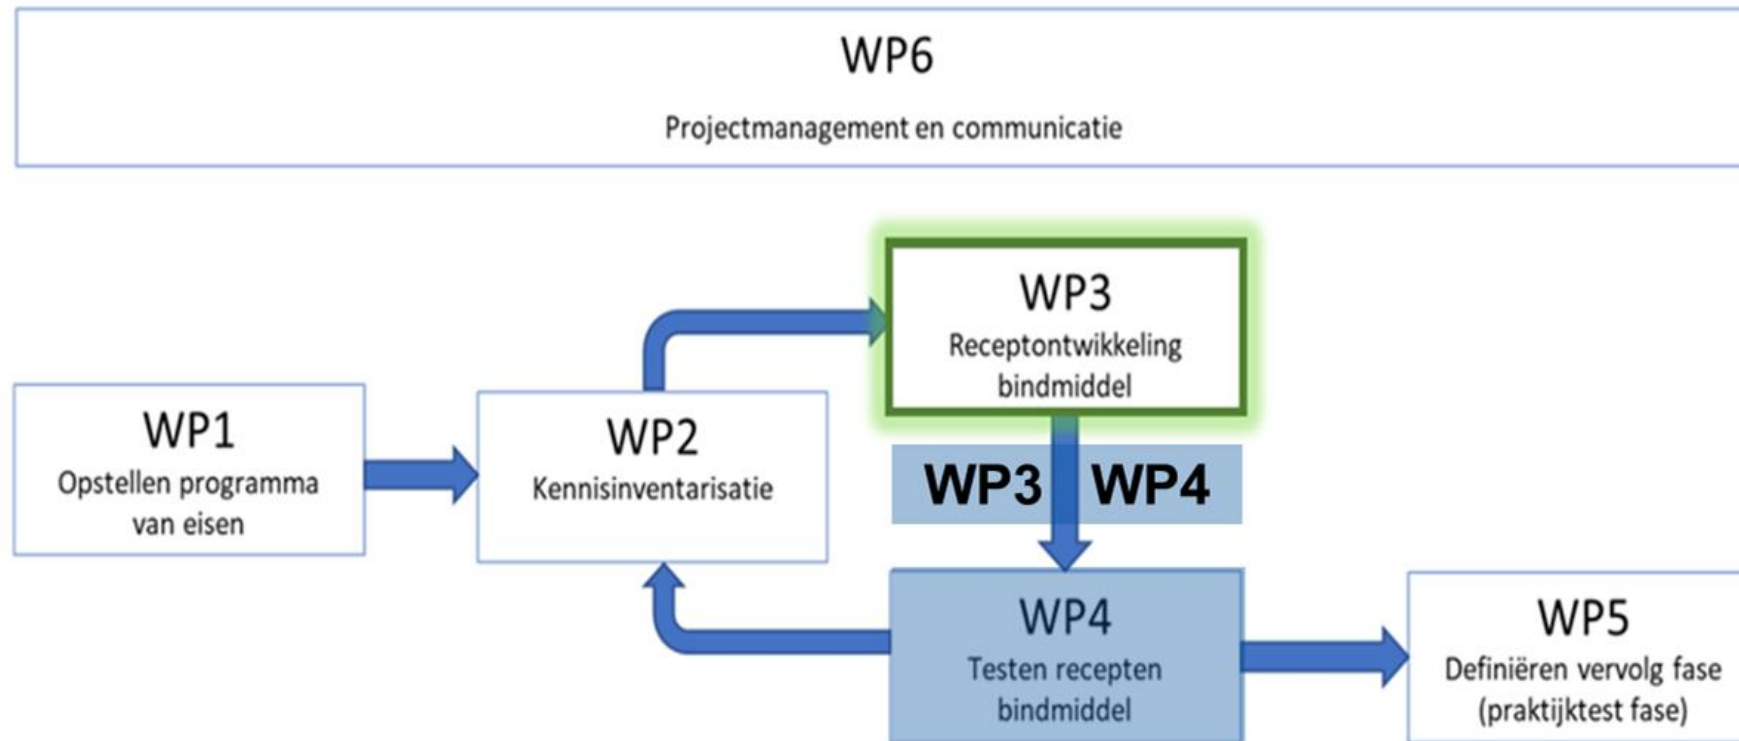 WP6
Projectmanagement en communicatie
WP1
Opstellen programma
van eisen
WP2
Kennisinventarisatie
WP3
Receptontwikkeling
bindmiddel
WP3 WP4
WP4
Testen recepten
bindmiddel
WP5
Definiëren vervolg fase
(praktijktest fase)